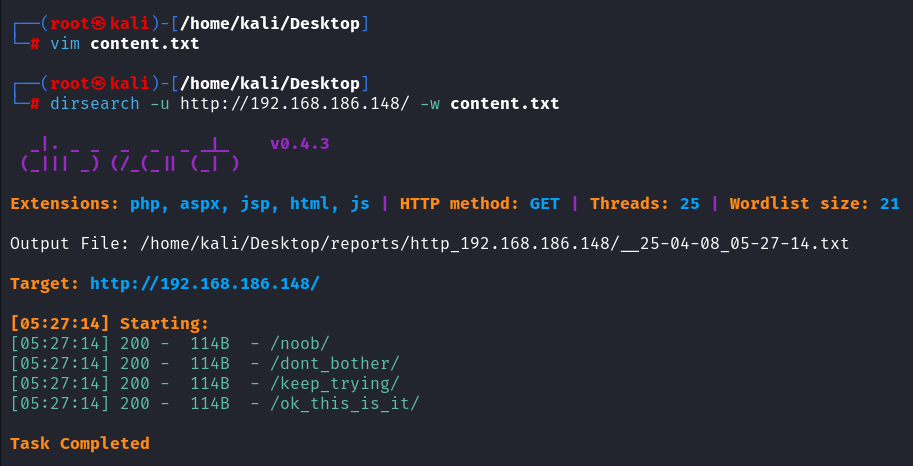 ┌──(root㉿kali)-[/home/kali/Desktop]
└─# vim content.txt
┌──(root㉿kali)-[/home/kali/Desktop]
└─# dirsearch -u http://192.168.186.148/ -w content.txt
  _|. _ _  _  _  _ _|_    v0.4.3
 (_||| _) (/_(_|| (_| )
Extensions: php, aspx, jsp, html, js | HTTP method: GET | Threads: 25 | Wordlist size: 21
Output File: /home/kali/Desktop/reports/http_192.168.186.148/__25-04-08_05-27-14.txt
Target: http://192.168.186.148/
[05:27:14] Starting:
[05:27:14] 200 -  114B  - /noob/
[05:27:14] 200 -  114B  - /dont_bother/
[05:27:14] 200 -  114B  - /keep_trying/
[05:27:14] 200 -  114B  - /ok_this_is_it/
Task Completed